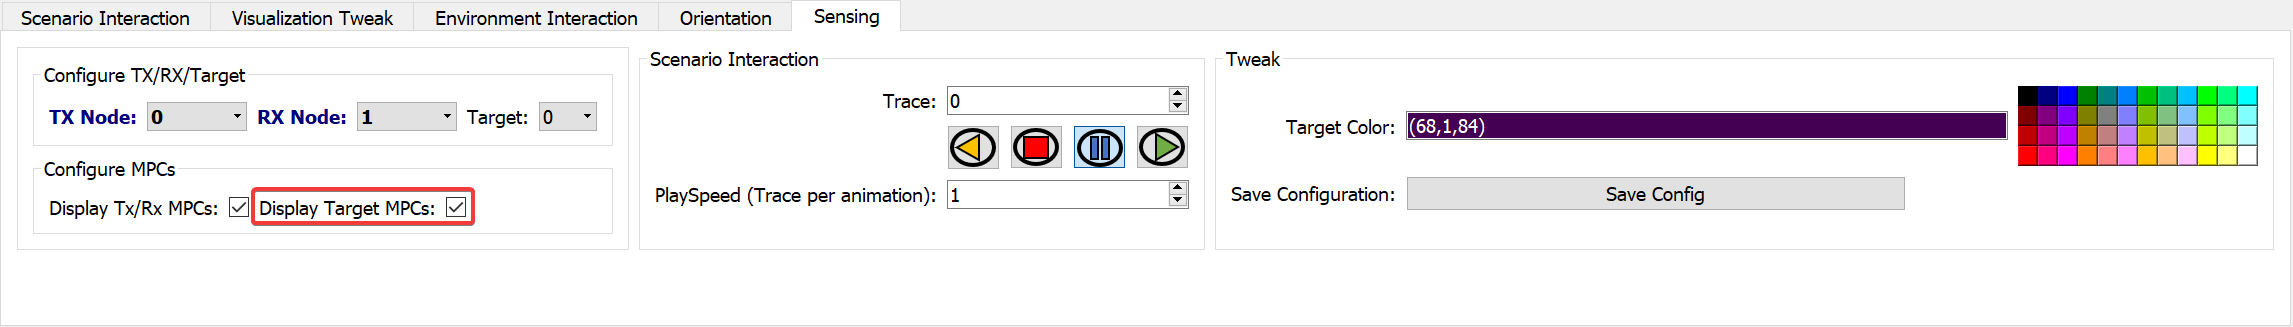 Scenario Interaction Visualization Tweak Environment Interaction Orientation Sensing
Configure TX/RX/Target
TX Node: 0 RX Node: 1 Target: 0
Configure MPCs
Display Tx/Rx MPCs: Display Target MPCs:
Scenario Interaction
Trace: 0
PlaySpeed (Trace per animation): 1
Tweak
Target Color: (68,1,84)
Save Configuration: Save Config